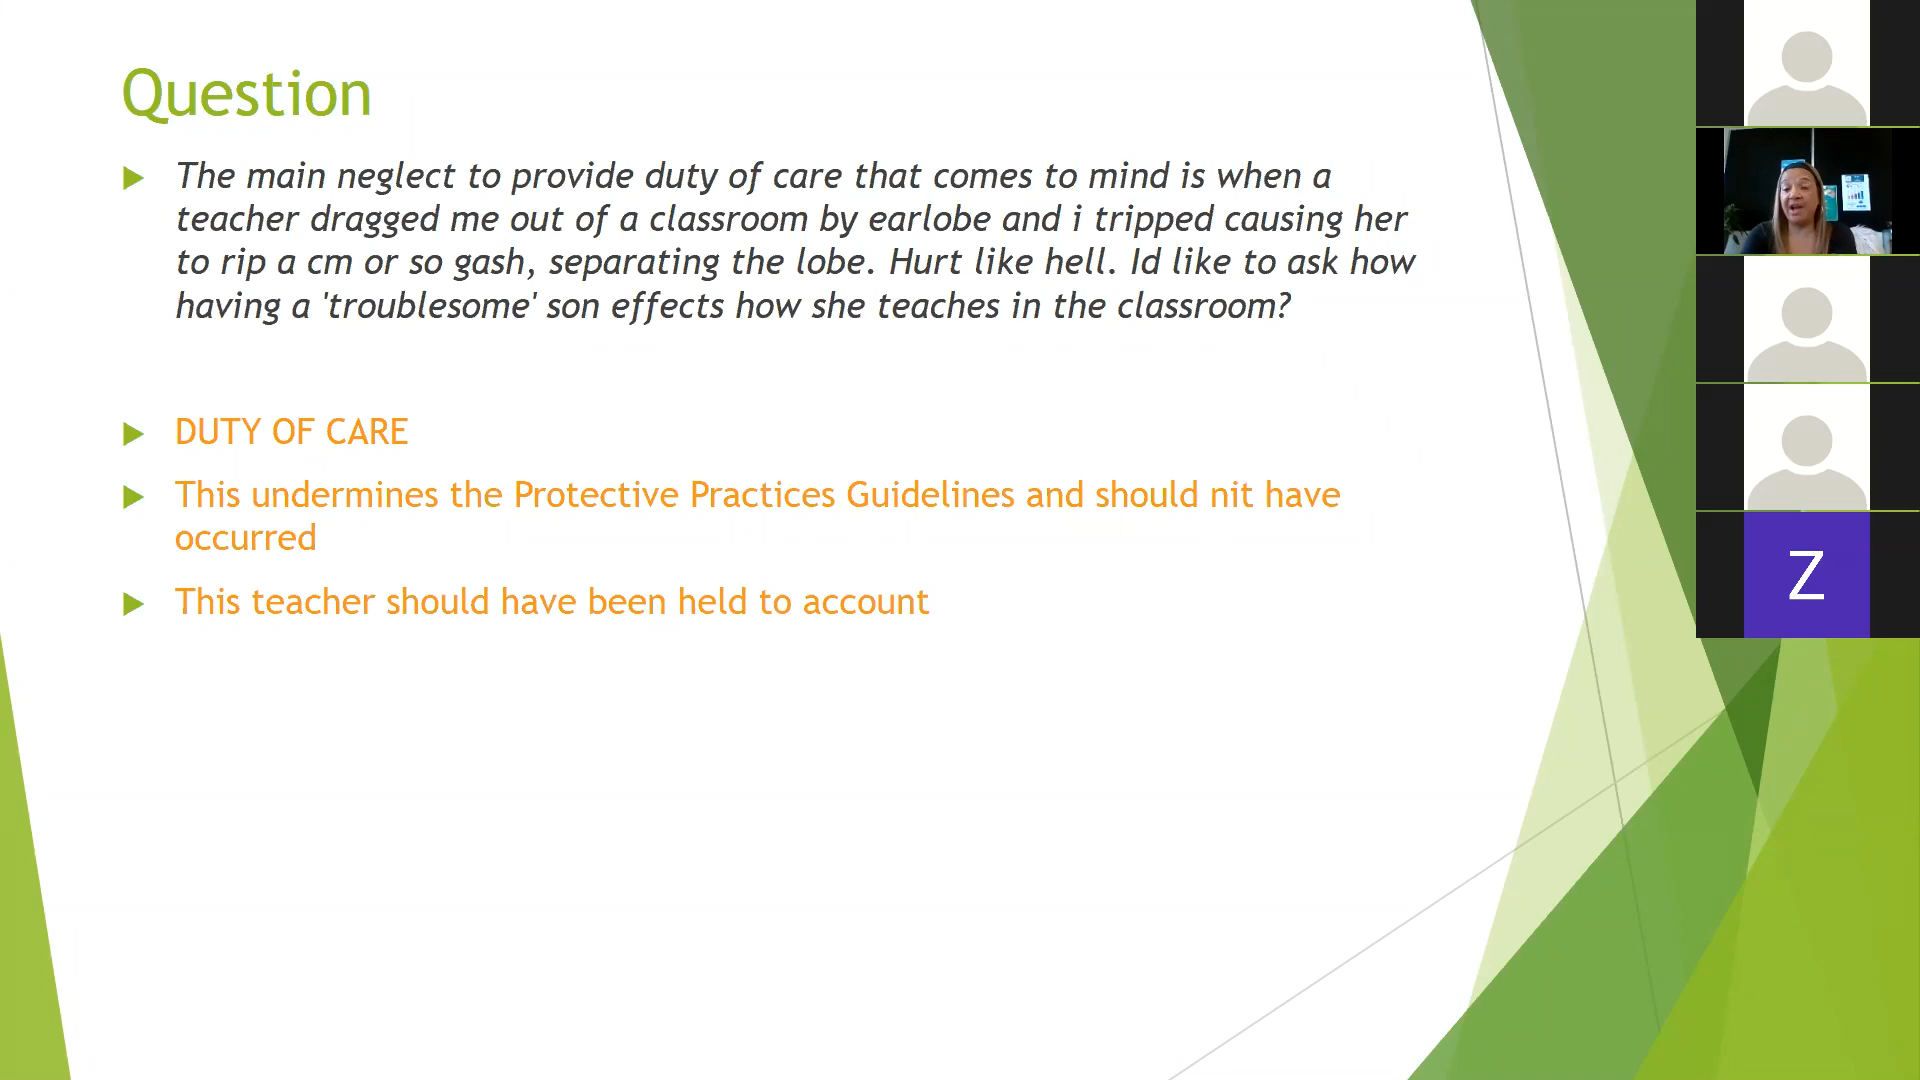 Question
The main neglect to provide duty of care that comes to mind is when a
teacher dragged me out of a classroom by earlobe and i tripped causing her
to rip a cm or so gash, separating the lobe. Hurt like hell. Id like to ask how
having a 'troublesome' son effects how she teaches in the classroom?
DUTY OF CARE
This undermines the Protective Practices Guidelines and should nit have
occurred
This teacher should have been held to account
Z